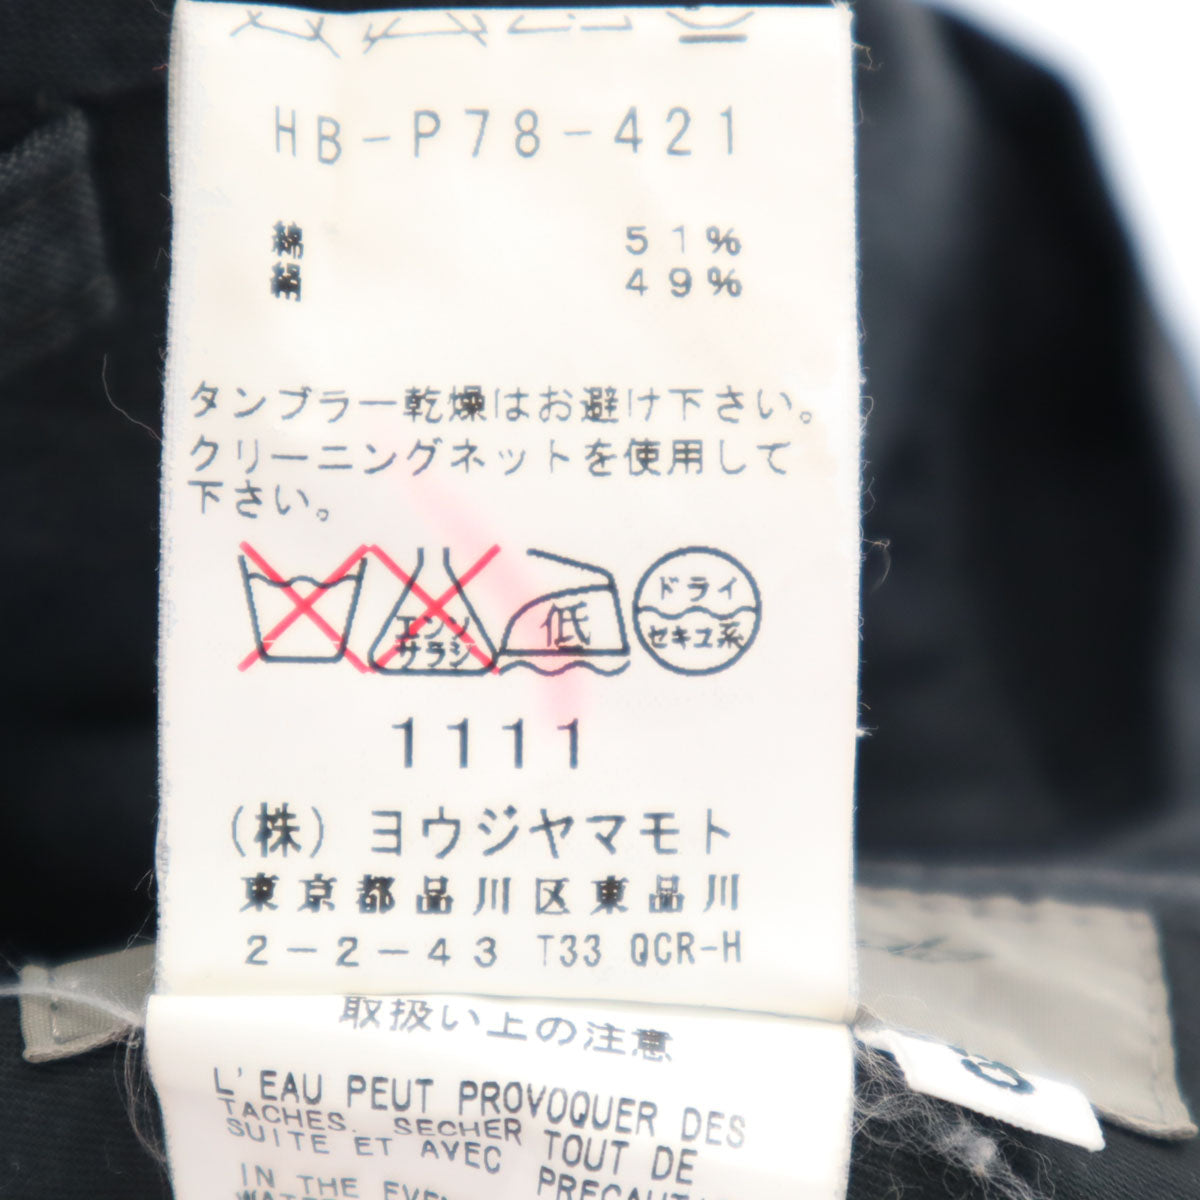 HB-P78-421
綿 51%
絹 49%
タンブラー乾燥はお避け下さい。
クリーニングネットを使用して
下さい。
エンソ サラシ 低 ドライ セキユ系
1111
(株) ヨウジヤマモト
東京都品川区東品川
2-2-43 T33 QCR-H
取扱い上の注意
L'EAU PEUT PROVOQUER DES
TACHES. SECHER TOUT DE
SUITE ET AVEC
IN THE